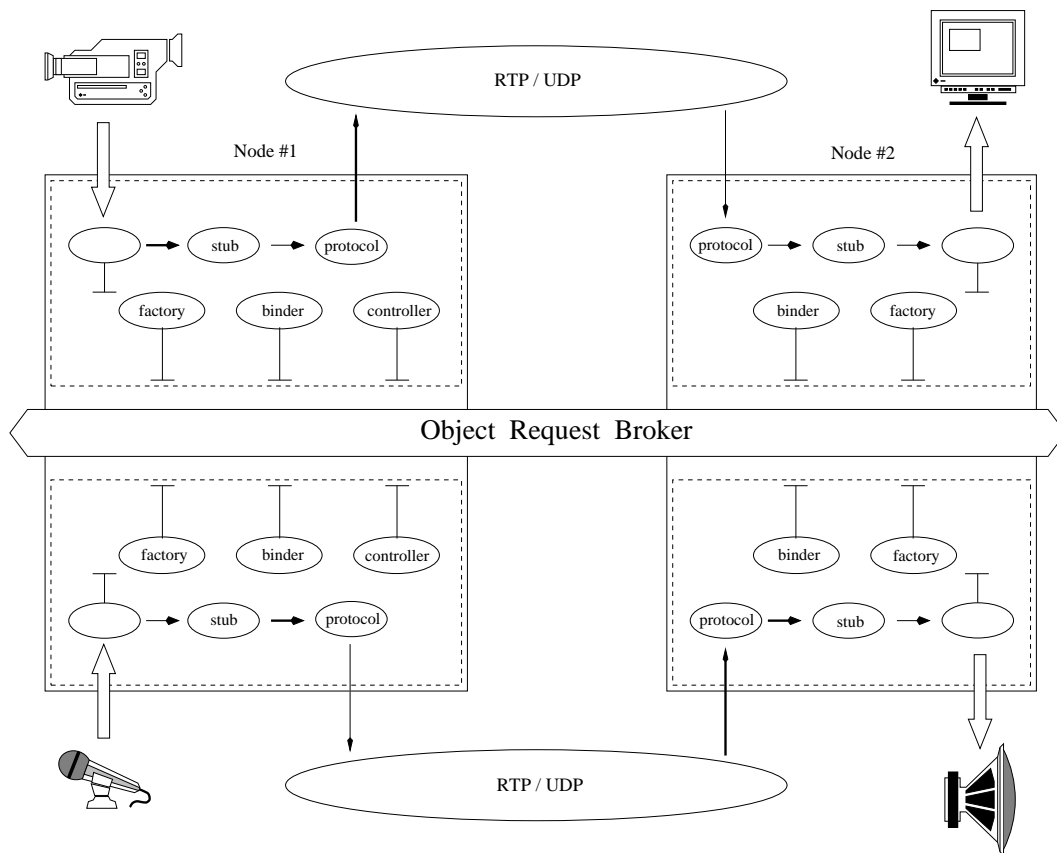 RTP / UDP
Node #1
Node #2
stub
protocol
protocol
stub
factory
binder
controller
binder
factory
Object Request Broker
factory
binder
controller
binder
factory
stub
protocol
protocol
stub
RTP / UDP